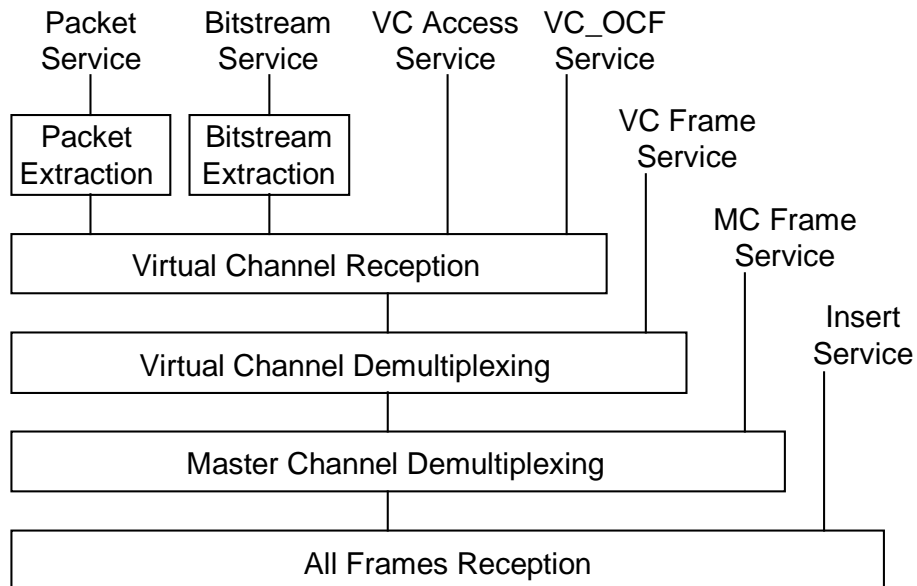 Packet
Service
Bitstream
Service
VC Access
Service
VC_OCF
Service
Packet
Extraction
Bitstream
Extraction
VC Frame
Service
MC Frame
Service
Virtual Channel Reception
Insert
Service
Virtual Channel Demultiplexing
Master Channel Demultiplexing
All Frames Reception